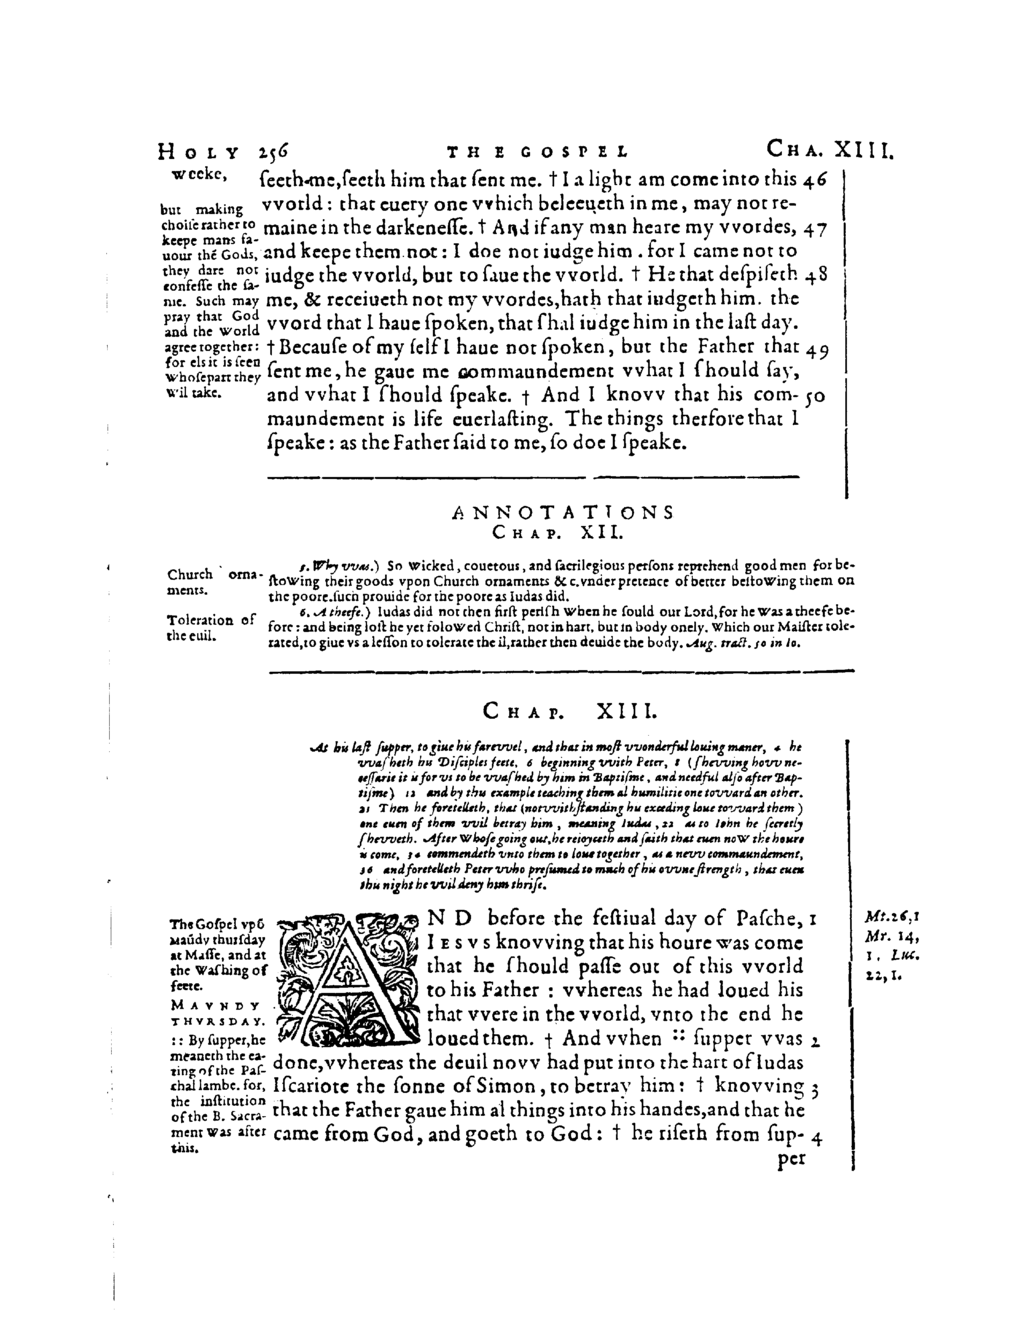 HOLY 256 THE GOSPEL CHA. XIII.
weeke,
but making
choise rather to
keepe mans fa-
uour thē Gods,
they dare not
confesse the sa-
me. Such may
pray that God
and the world
agree together:
for els it is seen
whose part they
wil take.
seeth me, seeth him that sent me. † I a light am come into this 46
vvorld: that euery one vvhich beleeueth in me, may not re-
maine in the darkenesse. † And if any man heare my vvordes, 47
and keepe them not: I doe not iudge him. for I came not to
iudge the vvorld, but to saue the vvorld. † He that despiseth 48
me, & receiueth not my vvordes, hath that iudgeth him. the
vvord that I haue spoken, that shal iudge him in the last day.
† Because of my self I haue not spoken, but the Father that 49
sent me, he gaue me commaundement vvhat I should say,
and vvhat I should speake. † And I knovv that his com- 50
maundement is life euerlasting. The things therfore that I
speake: as the Father said to me, so doe I speake.
ANNOTATIONS
CHAP. XII.
Church orna-
ments.
5. Why vvas.) So wicked, couetous, and sacrilegious persons reprehend good men for be-
stowing their goods vpon Church ornaments &c. vnder pretence of better bestowing them on
the poore. such prouide for the poore as Iudas did.
Toleration of
the euil.
6. A theefe.) Iudas did not then first perish when he sould our Lord, for he was a theefe be-
fore: and being lost he yet folowed Christ, not in hart, but in body onely. Which our Maister tole-
rated, to giue vs a lesson to tolerate the il, rather then deuide the body. Aug. tract. 50 in Io.
CHAP. XIII.
At his last supper, to giue his farevvel, and that in most vvonderful louing maner, 4 he
vvasheth his Disciples feete, 6 beginning vvith Peter, 8 (shevving hovv ne-
cessarie it is for vs to be vvashed by him in Baptisme, and needful also after Bap-
tisme) 12 and by this example teaching them al humilitie one tovvard an other.
21 Then he foretelleth, that (notvvithstanding his exceding loue tovvard them)
one euen of them vvil betray him, meaning Iudas, 22 as to Iohn he secretly
shevveth. After whose going out, he reioyceth and saith that euen now the houre
is come, 34 commendeth vnto them to loue together, as a nevv commaundement,
36 and foretelleth Peter vvho presumed to much of his ovvne strength, that euen
this night he vvil deny him thrise.
The Gospel vpō
Maūdy thursday
at Masse, and at
the washing of
feete.
MAVNDY
THVRSDAY.
:: By supper, he
meaneth the ea-
ting of the Pas-
chal lambe. for,
the institution
of the B. Sacra-
ment was after
this.
AND before the festiual day of Pasche, 1
IESVS knovving that his houre was come
that he should passe out of this vvorld
to his Father: vvhereas he had loued his
that vvere in the vvorld, vnto the end he
loued them. † And vvhen :: supper vvas 2
done, vvhereas the deuil novv had put into the hart of Iudas
Iscariote the sonne of Simon, to betray him: † knovving 3
that the Father gaue him al things into his handes, and that he
came from God, and goeth to God: † he riseth from sup- 4
per
Mt. 26, 1
Mr. 14,
1. Luc.
22, 1.